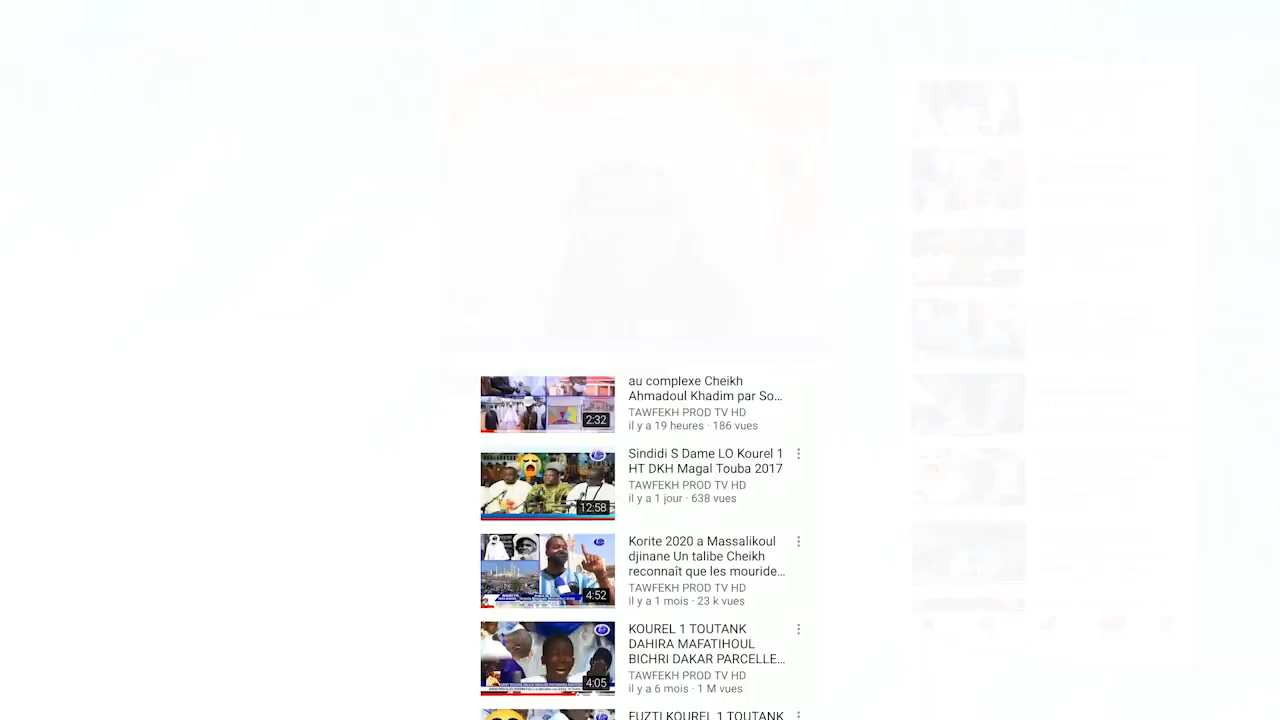 au complexe Cheikh
Ahmadoul Khadim par So...
TAWFEKH PROD TV HD
il y a 19 heures · 186 vues
2:32
Sindidi S Dame LO Kourel 1
HT DKH Magal Touba 2017
TAWFEKH PROD TV HD
il y a 1 jour · 638 vues
12:58
Korite 2020 a Massalikoul
djinane Un talibe Cheikh
reconnaît que les mouride...
TAWFEKH PROD TV HD
il y a 1 mois · 23 k vues
4:52
KOUREL 1 TOUTANK
DAHIRA MAFATIHOUL
BICHRI DAKAR PARCELLE...
TAWFEKH PROD TV HD
il y a 6 mois · 1 M vues
4:05
FUZTI KOUREL 1 TOUTANK